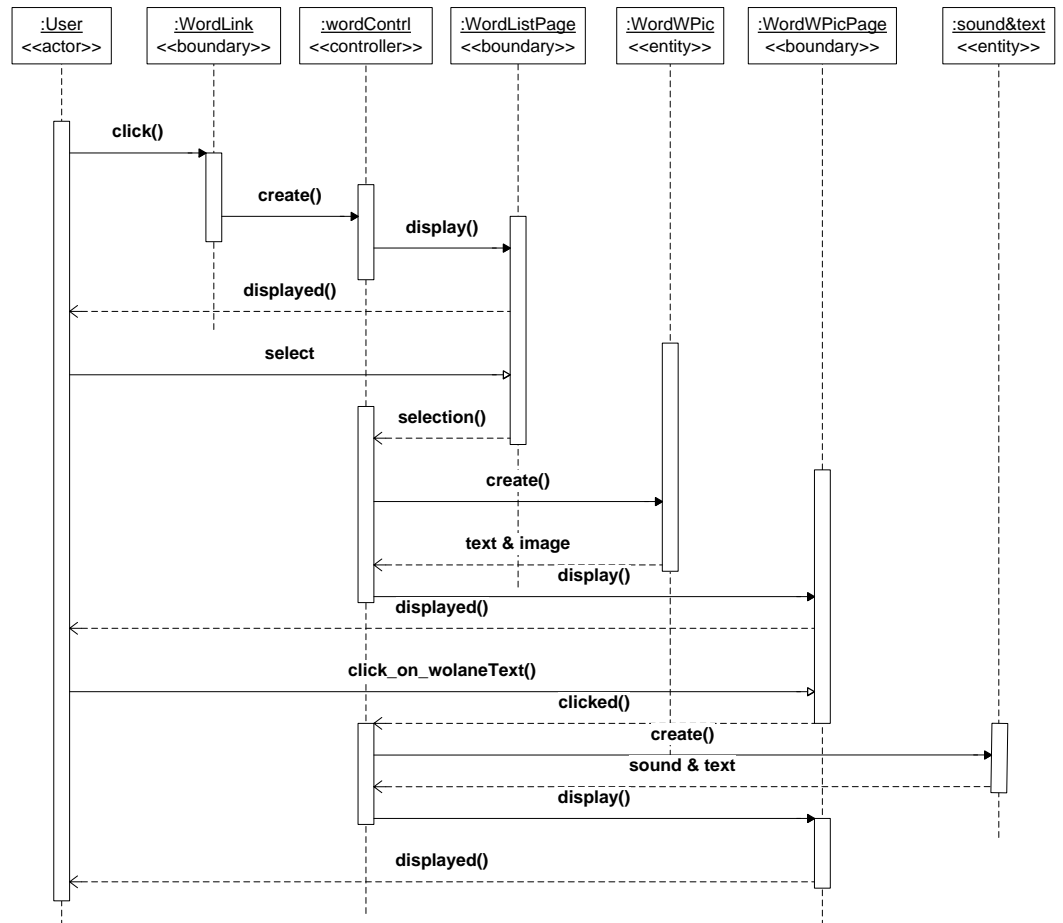 :User
<<actor>>
:WordLink
<<boundary>>
:wordContrl
<<controller>>
:WordListPage
<<boundary>>
:WordWPic
<<entity>>
:WordWPicPage
<<boundary>>
:sound&text
<<entity>>
click()
create()
display()
displayed()
select
selection()
create()
text & image
display()
displayed()
click_on_wolaneText()
clicked()
create()
sound & text
display()
displayed()